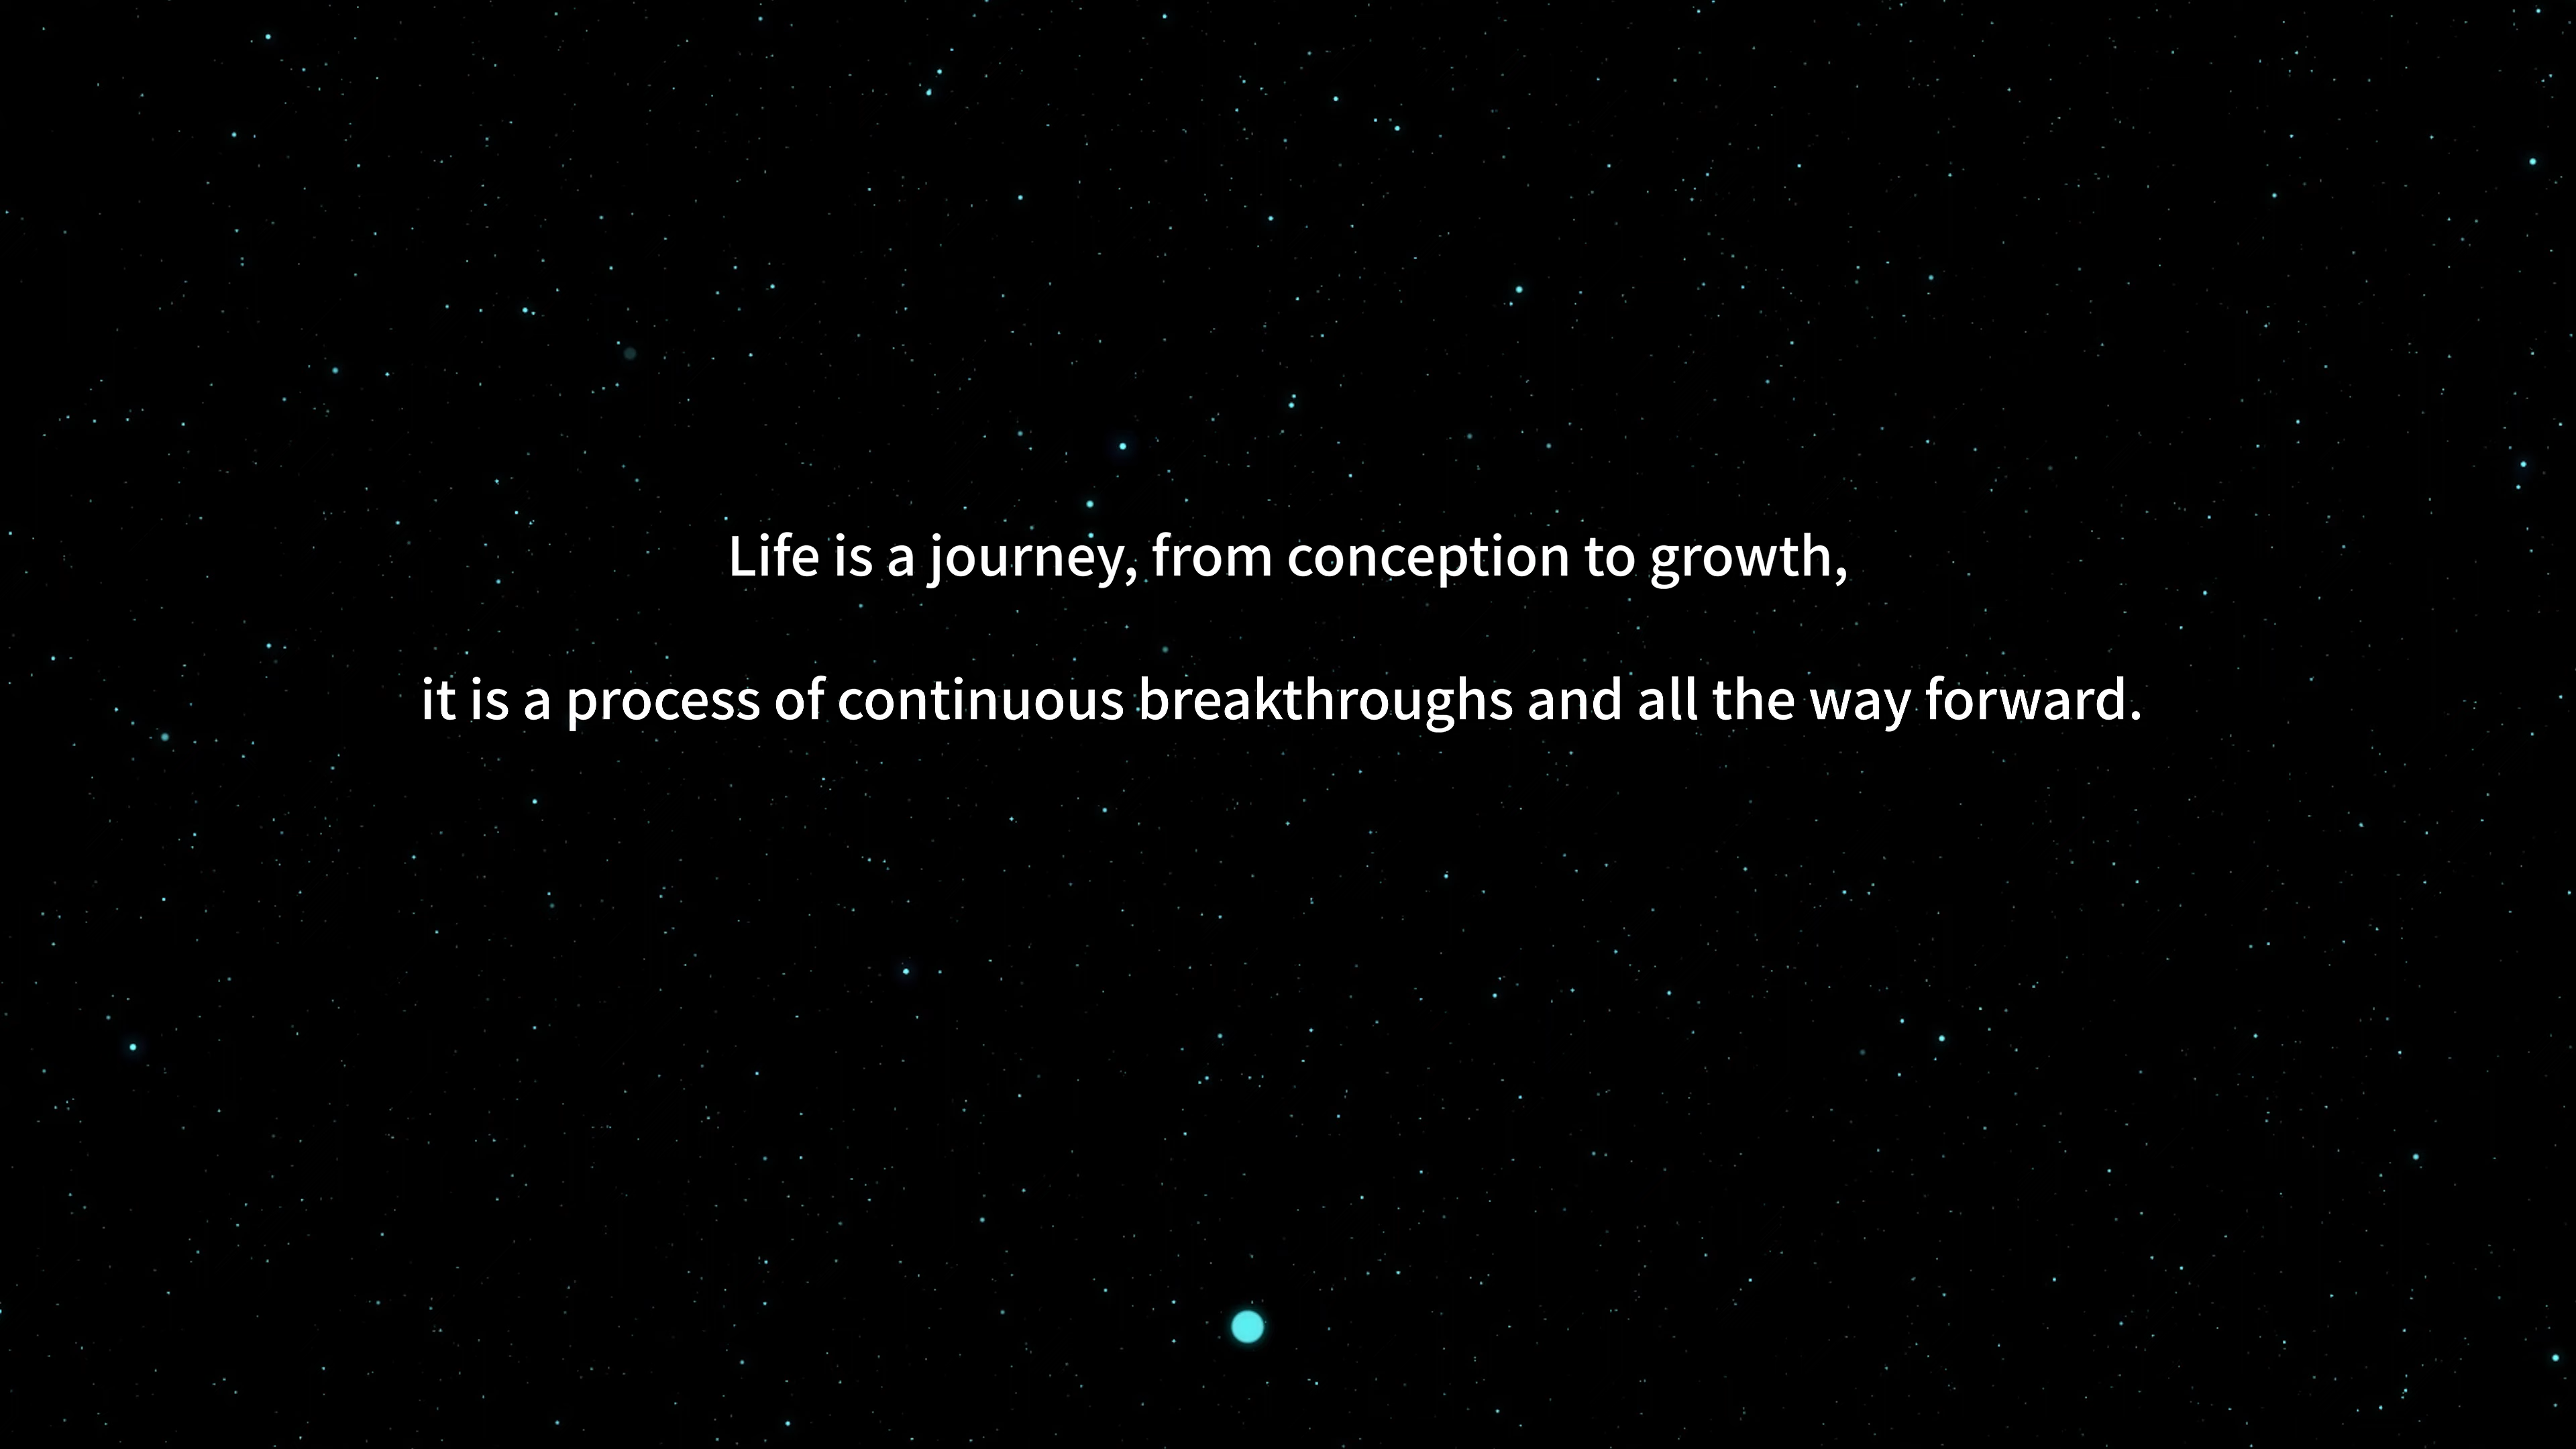 Life is a journey, from conception to growth,
it is a process of continuous breakthroughs and all the way forward.